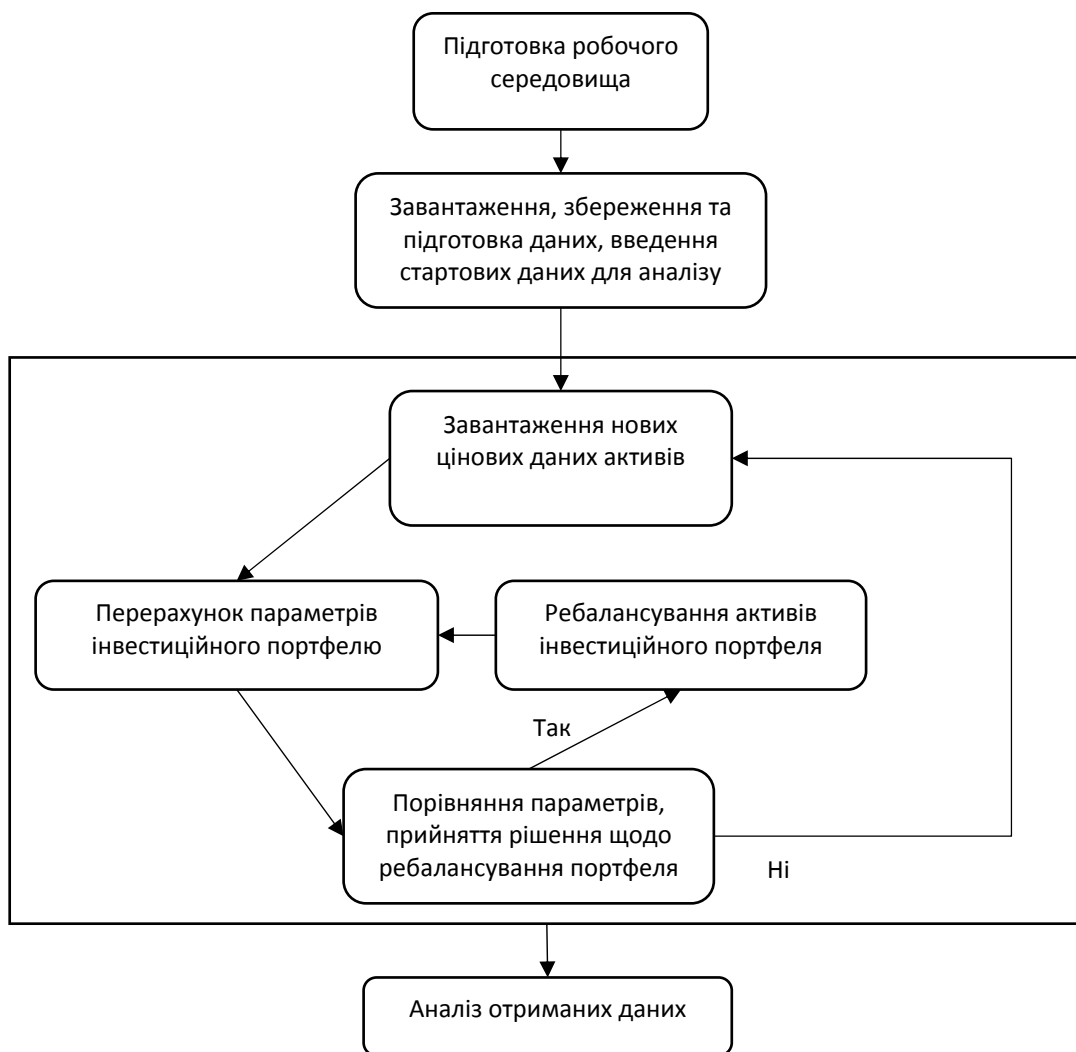 Підготовка робочого
середовища
Завантаження, збереження та
підготовка даних, введення
стартових даних для аналізу
Завантаження нових
цінових даних активів
Перерахунок параметрів
інвестиційного портфелю
Ребалансування активів
інвестиційного портфеля
Так
Порівняння параметрів,
прийняття рішення щодо
ребалансування портфеля
Ні
Аналіз отриманих даних